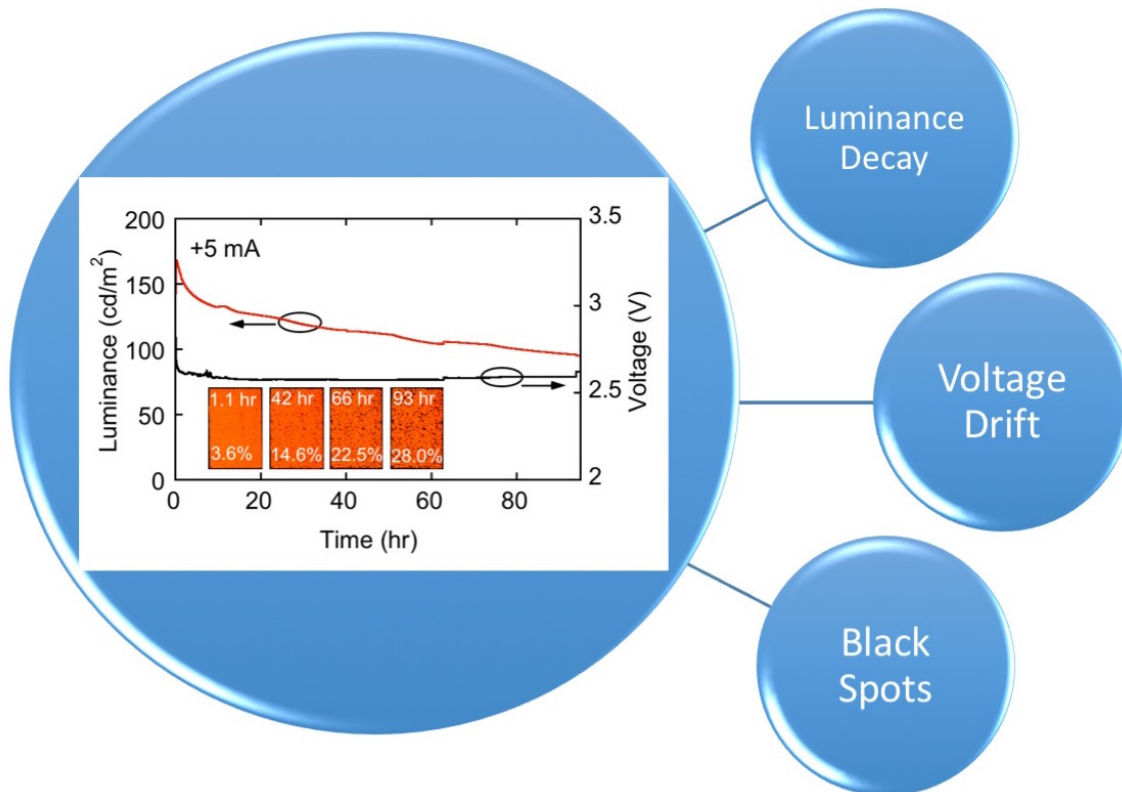 Luminance
Decay
Voltage
Drift
Black
Spots
200
150
100
50
0
Luminance (cd/m²)
+5 mA
3.5
3
2.5
2
Voltage (V)
1.1 hr
42 hr
66 hr
93 hr
3.6%
14.6%
22.5%
28.0%
0
20
40
60
80
Time (hr)